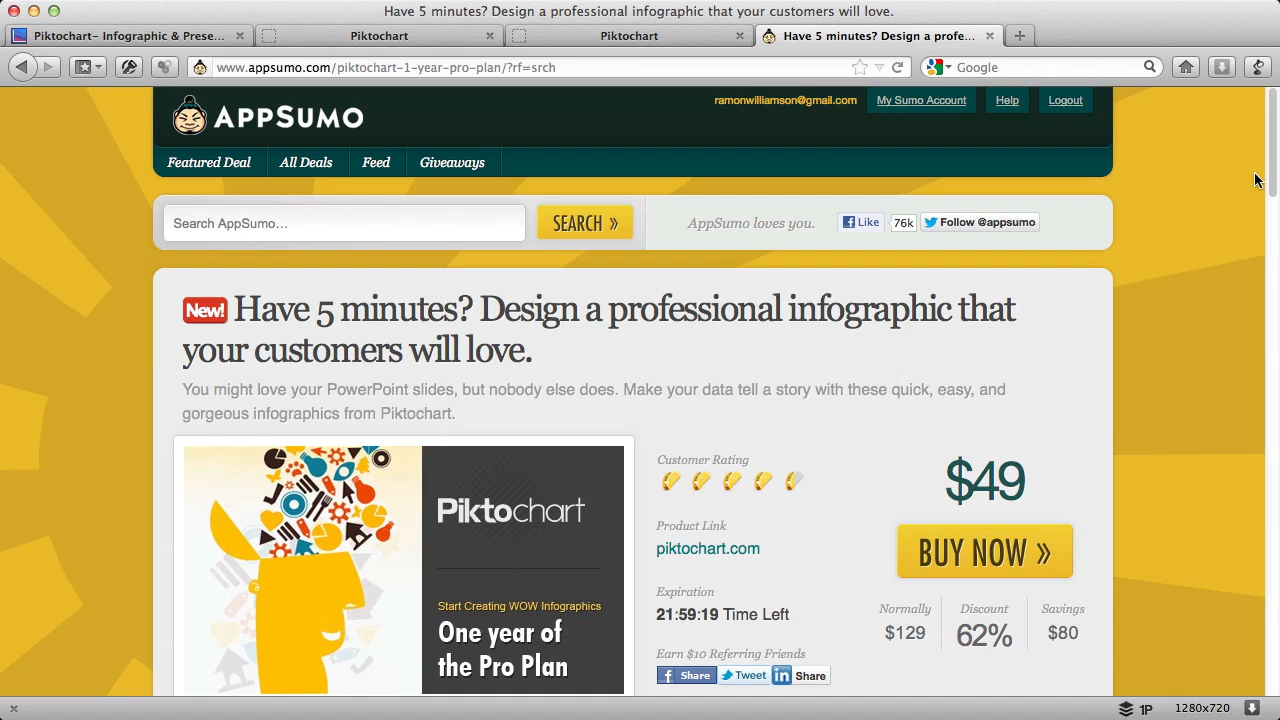 Have 5 minutes? Design a professional infographic that your customers will love.
Piktochart– Infographic & Prese...
Piktochart
Piktochart
Have 5 minutes? Design a profe...
www.appsumo.com/piktochart-1-year-pro-plan/?rf=srch
Google
APPSUMO
ramonwilliamson@gmail.com
My Sumo Account
Help
Logout
Featured Deal
All Deals
Feed
Giveaways
Search AppSumo...
SEARCH »
AppSumo loves you.
Like
76k
Follow @appsumo
New! Have 5 minutes? Design a professional infographic that
your customers will love.
You might love your PowerPoint slides, but nobody else does. Make your data tell a story with these quick, easy, and
gorgeous infographics from Piktochart.
Piktochart
Start Creating WOW Infographics
One year of
the Pro Plan
Customer Rating
Product Link
piktochart.com
Expiration
21:59:19 Time Left
Earn $10 Referring Friends
Share
Tweet
Share
$49
BUY NOW »
Normally
Discount
Savings
$129
62%
$80
1P
1280x720